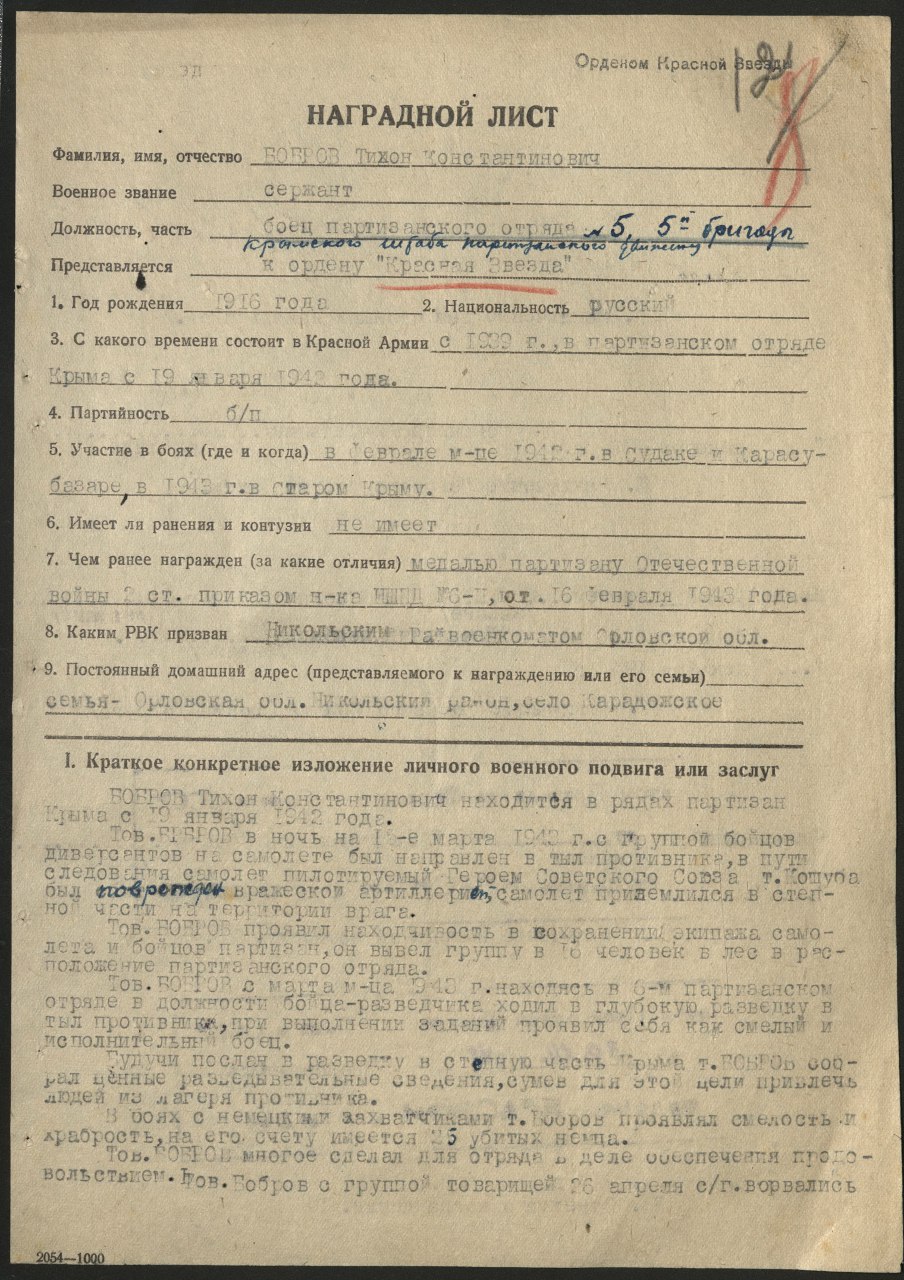 Орденом Красной Звезды
НАГРАДНОЙ ЛИСТ
Фамилия, имя, отчество БОБРОВ Тихон Константинович
Военное звание сержант
Должность, часть боец партизанского отряда №5, 5й бригады
Крымского штаба партизанского движения
Представляется к ордену "Красная Звезда"
1. Год рождения 1916 года 2. Национальность русский
3. С какого времени состоит в Красной Армии с 1939 г., в партизанском отряде
Крыма с 19 января 1942 года.
4. Партийность б/п
5. Участие в боях (где и когда) в феврале м-це 1942 г. в Судаке и Карасу-
базаре, в 1943 г. в старом Крыму.
6. Имеет ли ранения и контузии не имеет
7. Чем ранее награжден (за какие отличия) медалью партизану Отечественной
войны 2 ст. приказом н-ка ЦШПД от 16 февраля 1943 года.
8. Каким РВК призван Никольским Райвоенкоматом Орловской обл.
9. Постоянный домашний адрес (представляемого к награждению или его семьи)
семья- Орловская обл. Никольский район, село Карадожское
I. Краткое конкретное изложение личного военного подвига или заслуг
БОБРОВ Тихон Константинович находится в рядах партизан
Крыма с 19 января 1942 года.
Тов. БОБРОВ в ночь на марта г. с группой бойцов
диверсантов на самолете был направлен в тыл противника, в пути
следования самолет пилотируемый Героем Советского Союза т. Кошуба
был поврежден вражеской артиллерией, самолет приземлился в степ-
ной части на территории врага.
Тов. БОБРОВ проявил находчивость в сохранении экипажа само-
лета и бойцов партизан, он вывел группу в человек в лес в рас-
положение партизанского отряда.
Тов. БОБРОВ с марта м-ца 1943 г. находясь в партизанском
отряде в должности бойца-разведчика ходил в глубокую разведку в
тыл противника, при выполнении заданий проявил себя как смелый и
исполнительный боец.
Будучи послан в разведку в степную часть Крыма т. БОБРОВ соб-
рал ценные разведывательные сведения, сумев для этой цели привлечь
людей из лагеря противника.
В боях с немецкими захватчиками т. Бобров проявлял смелость и
храбрость, на его счету имеется 25 убитых немца.
Тов. БОБРОВ многое сделал для отряда в деле обеспечения продо-
вольствием. Тов. Бобров с группой товарищей 26 апреля с/г. ворвались
2054—1000